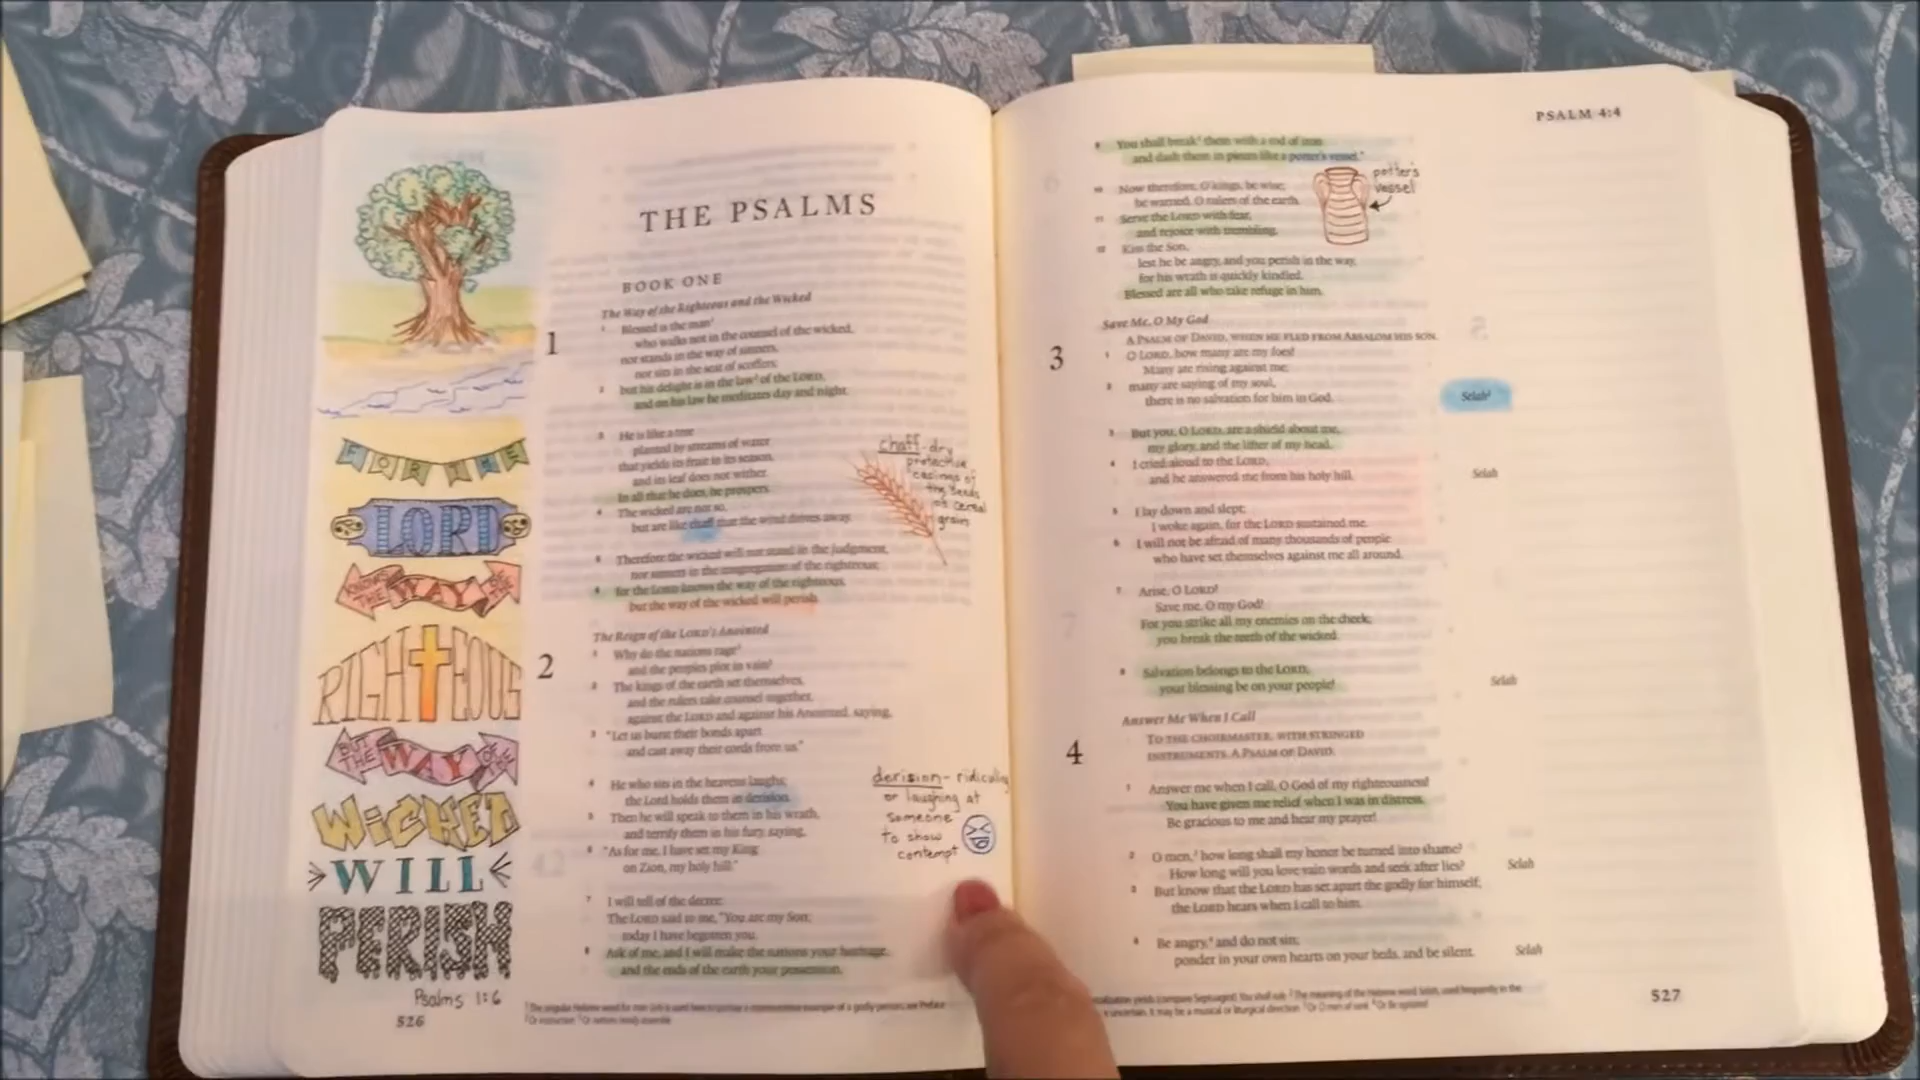 FOR THE
LORD
KNOWS THE WAY OF THE
RIGHTEOUS
BUT THE WAY OF THE
WICKED
WILL
PERISH
Psalms 1:6
526
THE PSALMS
BOOK ONE
The Way of the Righteous and the Wicked
1
1 Blessed is the man
who walks not in the counsel of the wicked,
nor stands in the way of sinners,
nor sits in the seat of scoffers;
2 but his delight is in the law of the LORD,
and on his law he meditates day and night.
3 He is like a tree
planted by streams of water
that yields its fruit in its season,
and its leaf does not wither.
In all that he does, he prospers.
4 The wicked are not so,
but are like chaff that the wind drives away.
chaff-dry
protective
casings of
the seeds
of cereal
grain
5 Therefore the wicked will not stand in the judgment,
nor sinners in the congregation of the righteous;
6 for the LORD knows the way of the righteous,
but the way of the wicked will perish.
The Reign of the LORD's Anointed
2
1 Why do the nations rage
and the peoples plot in vain?
2 The kings of the earth set themselves,
and the rulers take counsel together,
against the LORD and against his Anointed, saying,
3 "Let us burst their bonds apart
and cast away their cords from us."
4 He who sits in the heavens laughs;
the Lord holds them in derision.
5 Then he will speak to them in his wrath,
and terrify them in his fury, saying,
6 "As for me, I have set my King
on Zion, my holy hill."
derision- ridiculing
or laughing at
someone
to show
contempt
7 I will tell of the decree:
The LORD said to me, "You are my Son;
today I have begotten you.
8 Ask of me, and I will make the nations your heritage,
and the ends of the earth your possession.
PSALM 4:4
9 You shall break them with a rod of iron
and dash them in pieces like a potter's vessel."
potter's
vessel
10 Now therefore, O kings, be wise;
be warned, O rulers of the earth.
11 Serve the LORD with fear,
and rejoice with trembling.
12 Kiss the Son,
lest he be angry, and you perish in the way,
for his wrath is quickly kindled.
Blessed are all who take refuge in him.
Save Me, O My God
3
A PSALM OF DAVID, WHEN HE FLED FROM ABSALOM HIS SON.
1 O LORD, how many are my foes!
Many are rising against me;
2 many are saying of my soul,
there is no salvation for him in God. Selah
3 But you, O LORD, are a shield about me,
my glory, and the lifter of my head.
4 I cried aloud to the LORD,
and he answered me from his holy hill. Selah
5 I lay down and slept;
I woke again, for the LORD sustained me.
6 I will not be afraid of many thousands of people
who have set themselves against me all around.
7 Arise, O LORD!
Save me, O my God!
For you strike all my enemies on the cheek;
you break the teeth of the wicked.
8 Salvation belongs to the LORD;
your blessing be on your people! Selah
Answer Me When I Call
4
TO THE CHOIRMASTER: WITH STRINGED
INSTRUMENTS. A PSALM OF DAVID.
1 Answer me when I call, O God of my righteousness!
You have given me relief when I was in distress.
Be gracious to me and hear my prayer!
2 O men, how long shall my honor be turned into shame?
How long will you love vain words and seek after lies? Selah
3 But know that the LORD has set apart the godly for himself;
the LORD hears when I call to him.
4 Be angry, and do not sin;
ponder in your own hearts on your beds, and be silent. Selah
527